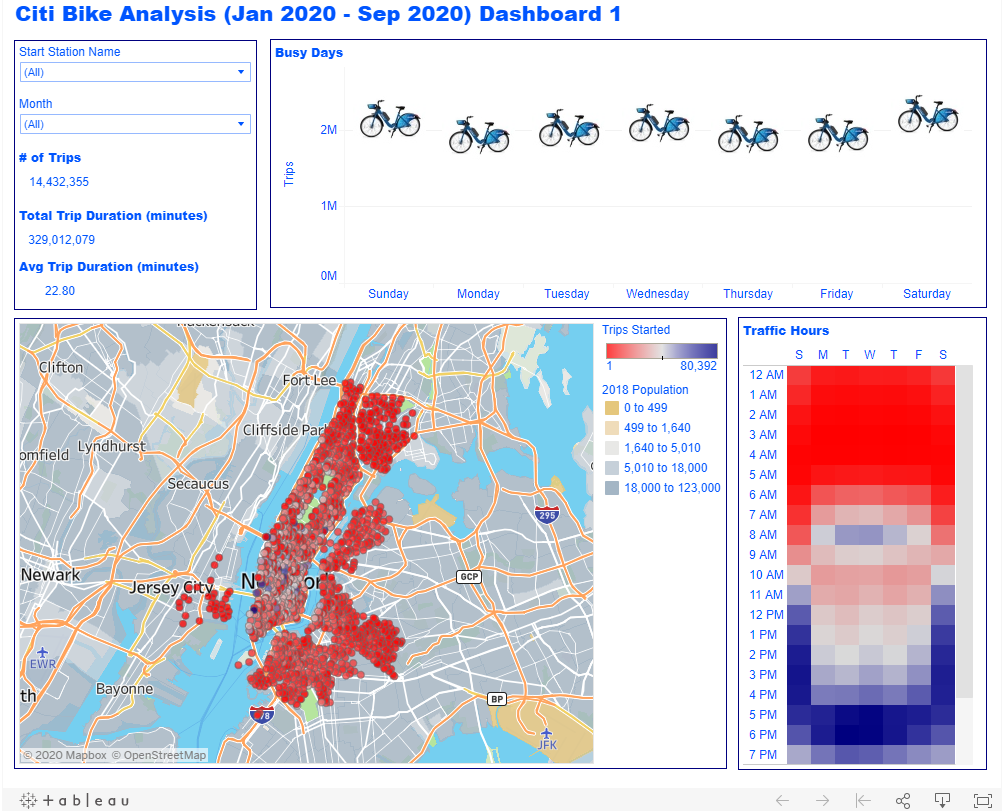 Citi Bike Analysis (Jan 2020 - Sep 2020) Dashboard 1
Start Station Name
(All)
Month
(All)
# of Trips
14,432,355
Total Trip Duration (minutes)
329,012,079
Avg Trip Duration (minutes)
22.80
Busy Days
Trips
2M
1M
0M
Sunday Monday Tuesday Wednesday Thursday Friday Saturday
Clifton
Fort Lee
Cliffside Par
Lyndhurst
omfield
Secaucus
295
Newark
Jersey City
GCP
EWR
th
Bayonne
BP
78
JFK
© 2020 Mapbox © OpenStreetMap
Trips Started
1 80,392
2018 Population
0 to 499
499 to 1,640
1,640 to 5,010
5,010 to 18,000
18,000 to 123,000
Traffic Hours
S M T W T F S
12 AM
1 AM
2 AM
3 AM
4 AM
5 AM
6 AM
7 AM
8 AM
9 AM
10 AM
11 AM
12 PM
1 PM
2 PM
3 PM
4 PM
5 PM
6 PM
7 PM
+ a b l e a u